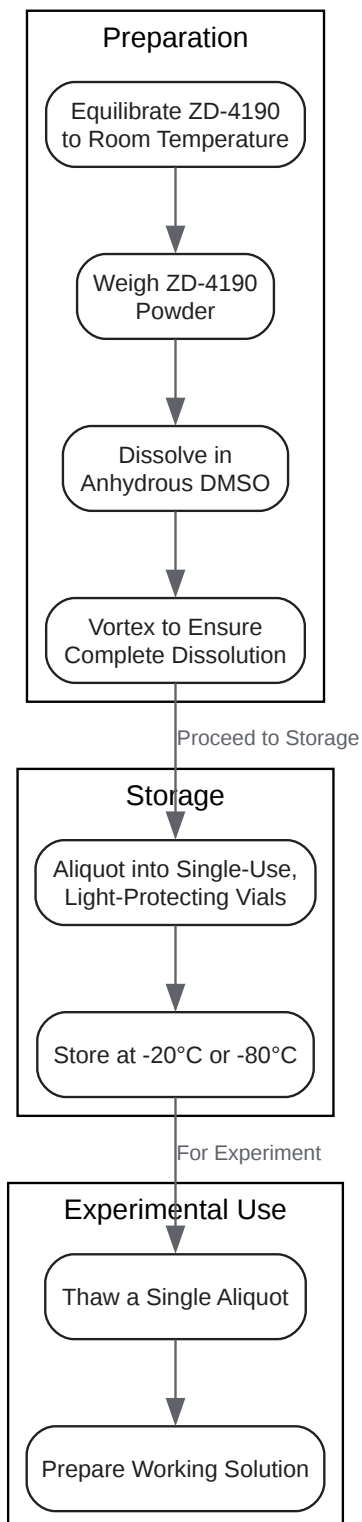 Preparation
Equilibrate ZD-4190
to Room Temperature
Weigh ZD-4190
Powder
Dissolve in
Anhydrous DMSO
Vortex to Ensure
Complete Dissolution
Proceed to Storage
Storage
Aliquot into Single-Use,
Light-Protecting Vials
Store at -20°C or -80°C
For Experiment
Experimental Use
Thaw a Single Aliquot
Prepare Working Solution